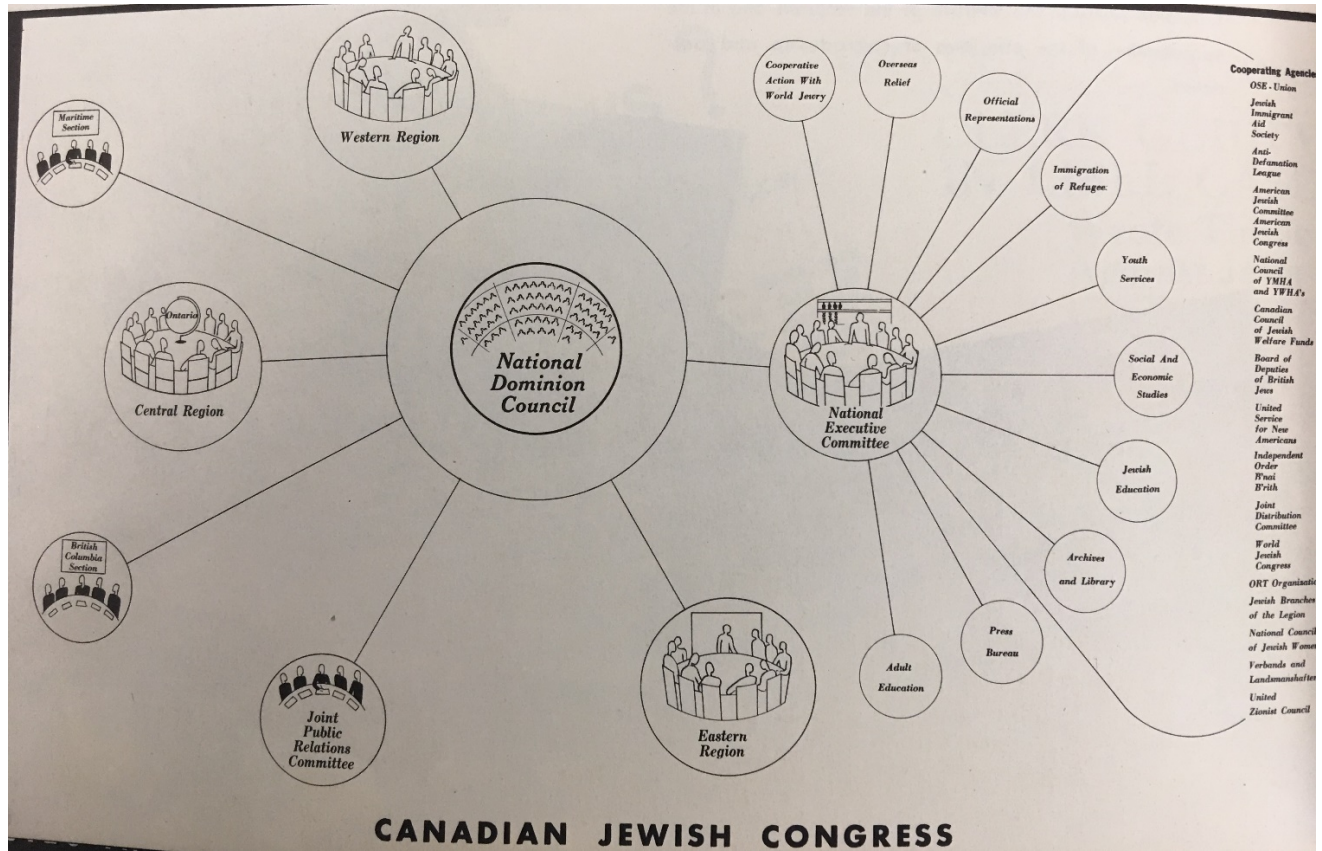 Maritime
Section
Western Region
Ontario
Central Region
British
Columbia
Section
Joint
Public
Relations
Committee
Eastern
Region
National
Dominion
Council
National
Executive
Committee
Cooperative
Action With
World Jewry
Overseas
Relief
Official
Representations
Immigration
of Refugee
Youth
Services
Social And
Economic
Studies
Jewish
Education
Archives
and Library
Press
Bureau
Adult
Education
Cooperating Agencie
OSE - Union
Jewish
Immigrant
Aid
Society
Anti-
Defamation
League
American
Jewish
Committee
American
Jewish
Congress
National
Council
of YMHA
and YWHA's
Canadian
Council
of Jewish
Welfare Funds
Board of
Deputies
of British
Jews
United
Service
for New
Americans
Independent
Order
B'nai
B'rith
Joint
Distribution
Committee
World
Jewish
Congress
ORT Organisatio
Jewish Branches
of the Legion
National Council
of Jewish Wome
Verbands and
Landsmanshafte
United
Zionist Council
CANADIAN JEWISH CONGRESS